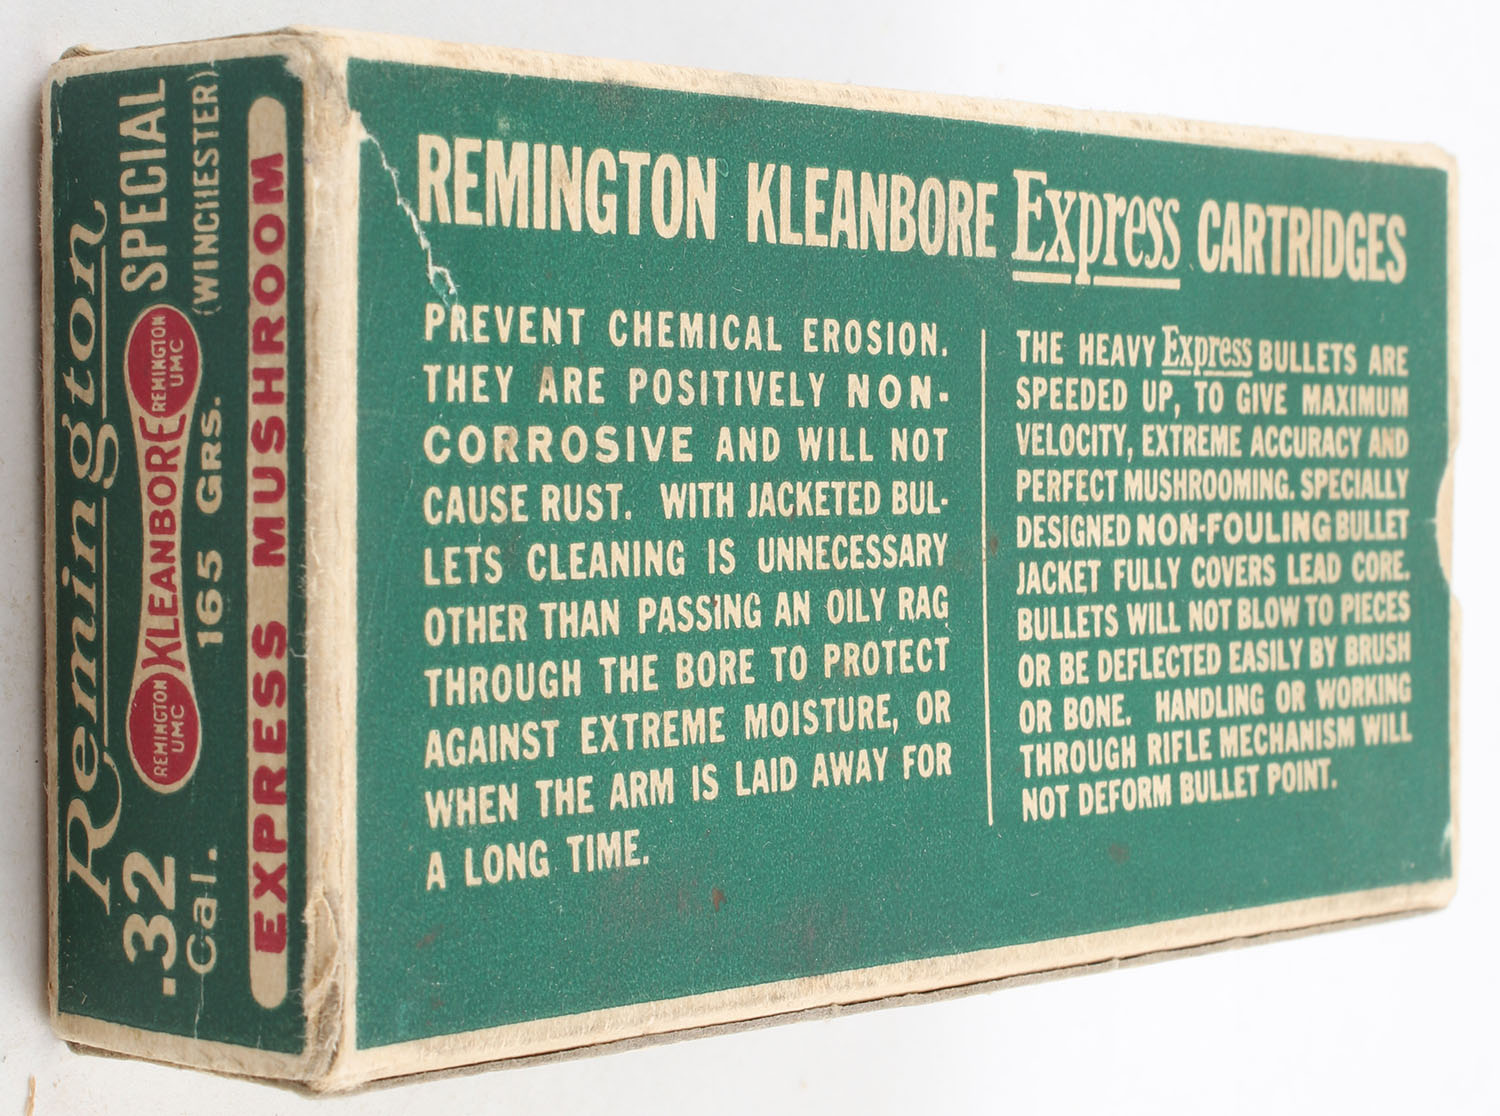 Remington
.32 SPECIAL
Cal. (WINCHESTER)
REMINGTON
UMC
KLEANBORE
REMINGTON
UMC
165 Grs.
EXPRESS MUSHROOM
REMINGTON KLEANBORE Express CARTRIDGES
PREVENT CHEMICAL EROSION.
THEY ARE POSITIVELY NON-
CORROSIVE AND WILL NOT
CAUSE RUST. WITH JACKETED BUL-
LETS CLEANING IS UNNECESSARY
OTHER THAN PASSING AN OILY RAG
THROUGH THE BORE TO PROTECT
AGAINST EXTREME MOISTURE, OR
WHEN THE ARM IS LAID AWAY FOR
A LONG TIME.
THE HEAVY Express BULLETS ARE
SPEEDED UP, TO GIVE MAXIMUM
VELOCITY, EXTREME ACCURACY AND
PERFECT MUSHROOMING. SPECIALLY
DESIGNED NON-FOULING BULLET
JACKET FULLY COVERS LEAD CORE.
BULLETS WILL NOT BLOW TO PIECES
OR BE DEFLECTED EASILY BY BRUSH
OR BONE. HANDLING OR WORKING
THROUGH RIFLE MECHANISM WILL
NOT DEFORM BULLET POINT.